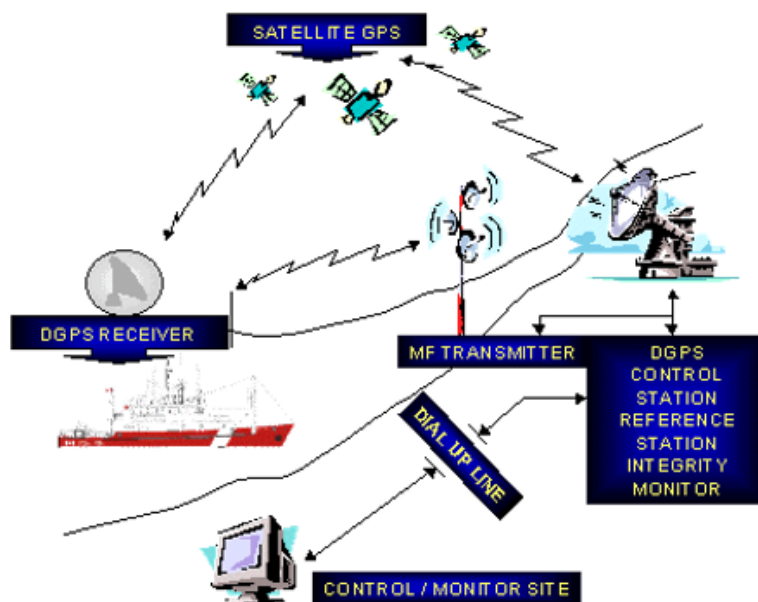 SATELLITE GPS
DGPS RECEIVER
MF TRANSMITTER
DGPS
CONTROL
STATION
REFERENCE
STATION
INTEGRITY
MONITOR
DIAL UP LINE
CONTROL / MONITOR SITE